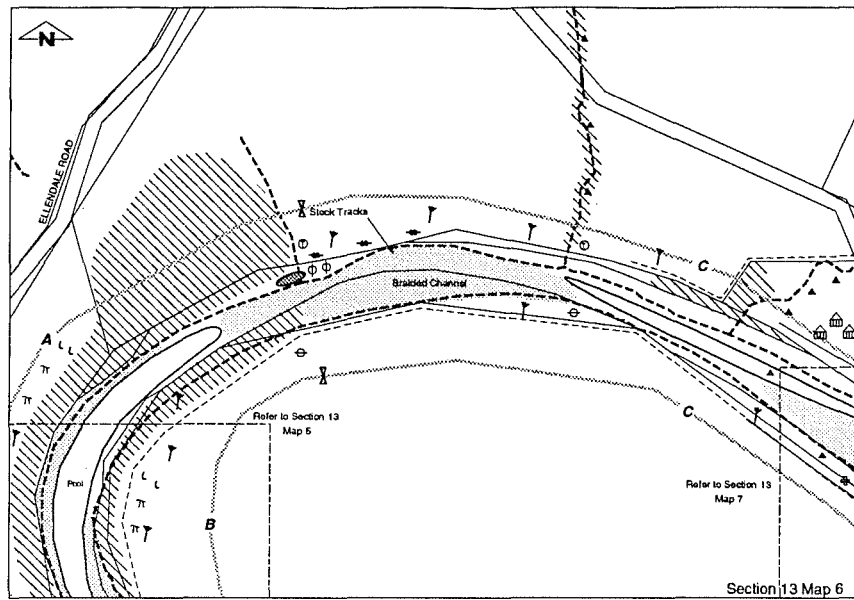 N
ELLENDALE ROAD
Stock Tracks
C
Braided Channel
A
C
Refer to Section 13
Map 5
Pool
Refer to Section 13
Map 7
B
Section 13 Map 6